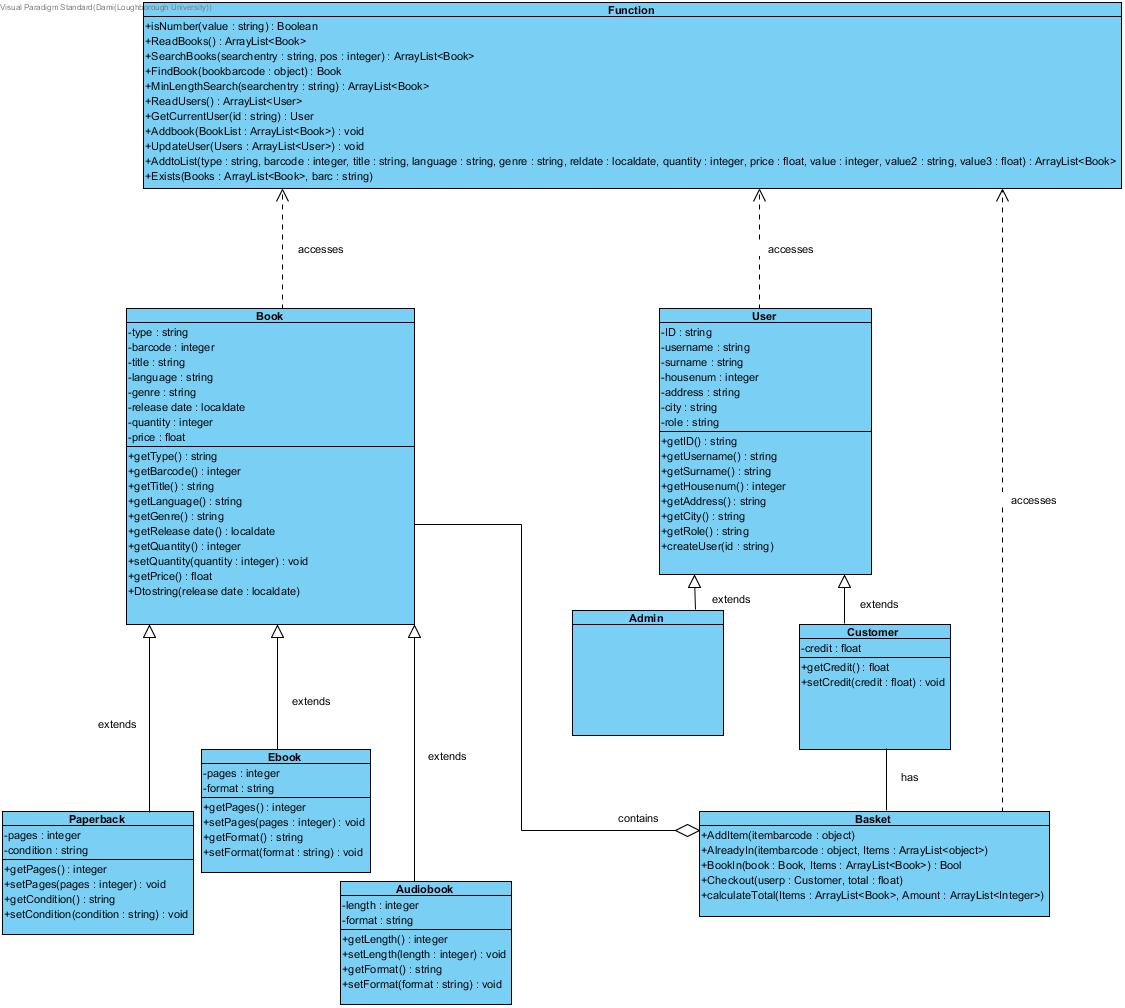 Visual Paradigm Standard(Dami(Loughborough University))
Function
+isNumber(value : string) : Boolean
+ReadBooks() : ArrayList<Book>
+SearchBooks(searchentry : string, pos : integer) : ArrayList<Book>
+FindBook(bookbarcode : object) : Book
+MinLengthSearch(searchentry : string) : ArrayList<Book>
+ReadUsers() : ArrayList<User>
+GetCurrentUser(id : string) : User
+Addbook(BookList : ArrayList<Book>) : void
+UpdateUser(Users : ArrayList<User>) : void
+AddtoList(type : string, barcode : integer, title : string, language : string, genre : string, reldate : localdate, quantity : integer, price : float, value : integer, value2 : string, value3 : float) : ArrayList<Book>
+Exists(Books : ArrayList<Book>, barc : string)
accesses
accesses
accesses
Book
-type : string
-barcode : integer
-title : string
-language : string
-genre : string
-release date : localdate
-quantity : integer
-price : float
+getType() : string
+getBarcode() : integer
+getTitle() : string
+getLanguage() : string
+getGenre() : string
+getRelease date() : localdate
+getQuantity() : integer
+setQuantity(quantity : integer) : void
+getPrice() : float
+Dtostring(release date : localdate)
User
-ID : string
-username : string
-surname : string
-housenum : integer
-address : string
-city : string
-role : string
+getID() : string
+getUsername() : string
+getSurname() : string
+getHousenum() : integer
+getAddress() : string
+getCity() : string
+getRole() : string
+createUser(id : string)
extends
extends
Admin
Customer
-credit : float
+getCredit() : float
+setCredit(credit : float) : void
extends
extends
extends
has
contains
Ebook
-pages : integer
-format : string
+getPages() : integer
+setPages(pages : integer) : void
+getFormat() : string
+setFormat(format : string) : void
Paperback
-pages : integer
-condition : string
+getPages() : integer
+setPages(pages : integer) : void
+getCondition() : string
+setCondition(condition : string) : void
Audiobook
-length : integer
-format : string
+getLength() : integer
+setLength(length : integer) : void
+getFormat() : string
+setFormat(format : string) : void
Basket
+AddItem(itembarcode : object)
+AlreadyIn(itembarcode : object, Items : ArrayList<object>)
+BookIn(book : Book, Items : ArrayList<Book>) : Bool
+Checkout(userp : Customer, total : float)
+calculateTotal(Items : ArrayList<Book>, Amount : ArrayList<Integer>)